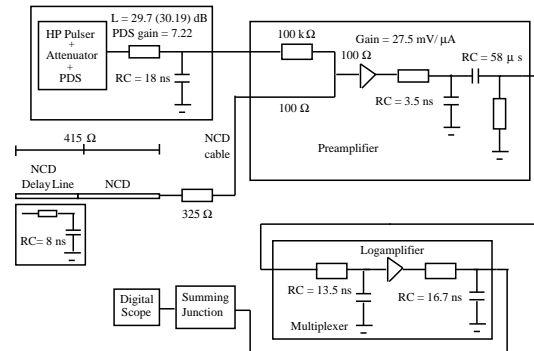 L = 29.7 (30.19) dB
PDS gain = 7.22
HP Pulser
+
Attenuator
+
PDS
RC = 18 ns
100 kΩ
Gain = 27.5 mV/ μA
100 Ω
RC = 58 μ s
RC = 3.5 ns
100 Ω
Preamplifier
415 Ω
NCD
cable
NCD
Delay Line
NCD
325 Ω
RC= 8 ns
Logamplifier
RC = 13.5 ns
RC = 16.7 ns
Multiplexer
Digital
Scope
Summing
Junction